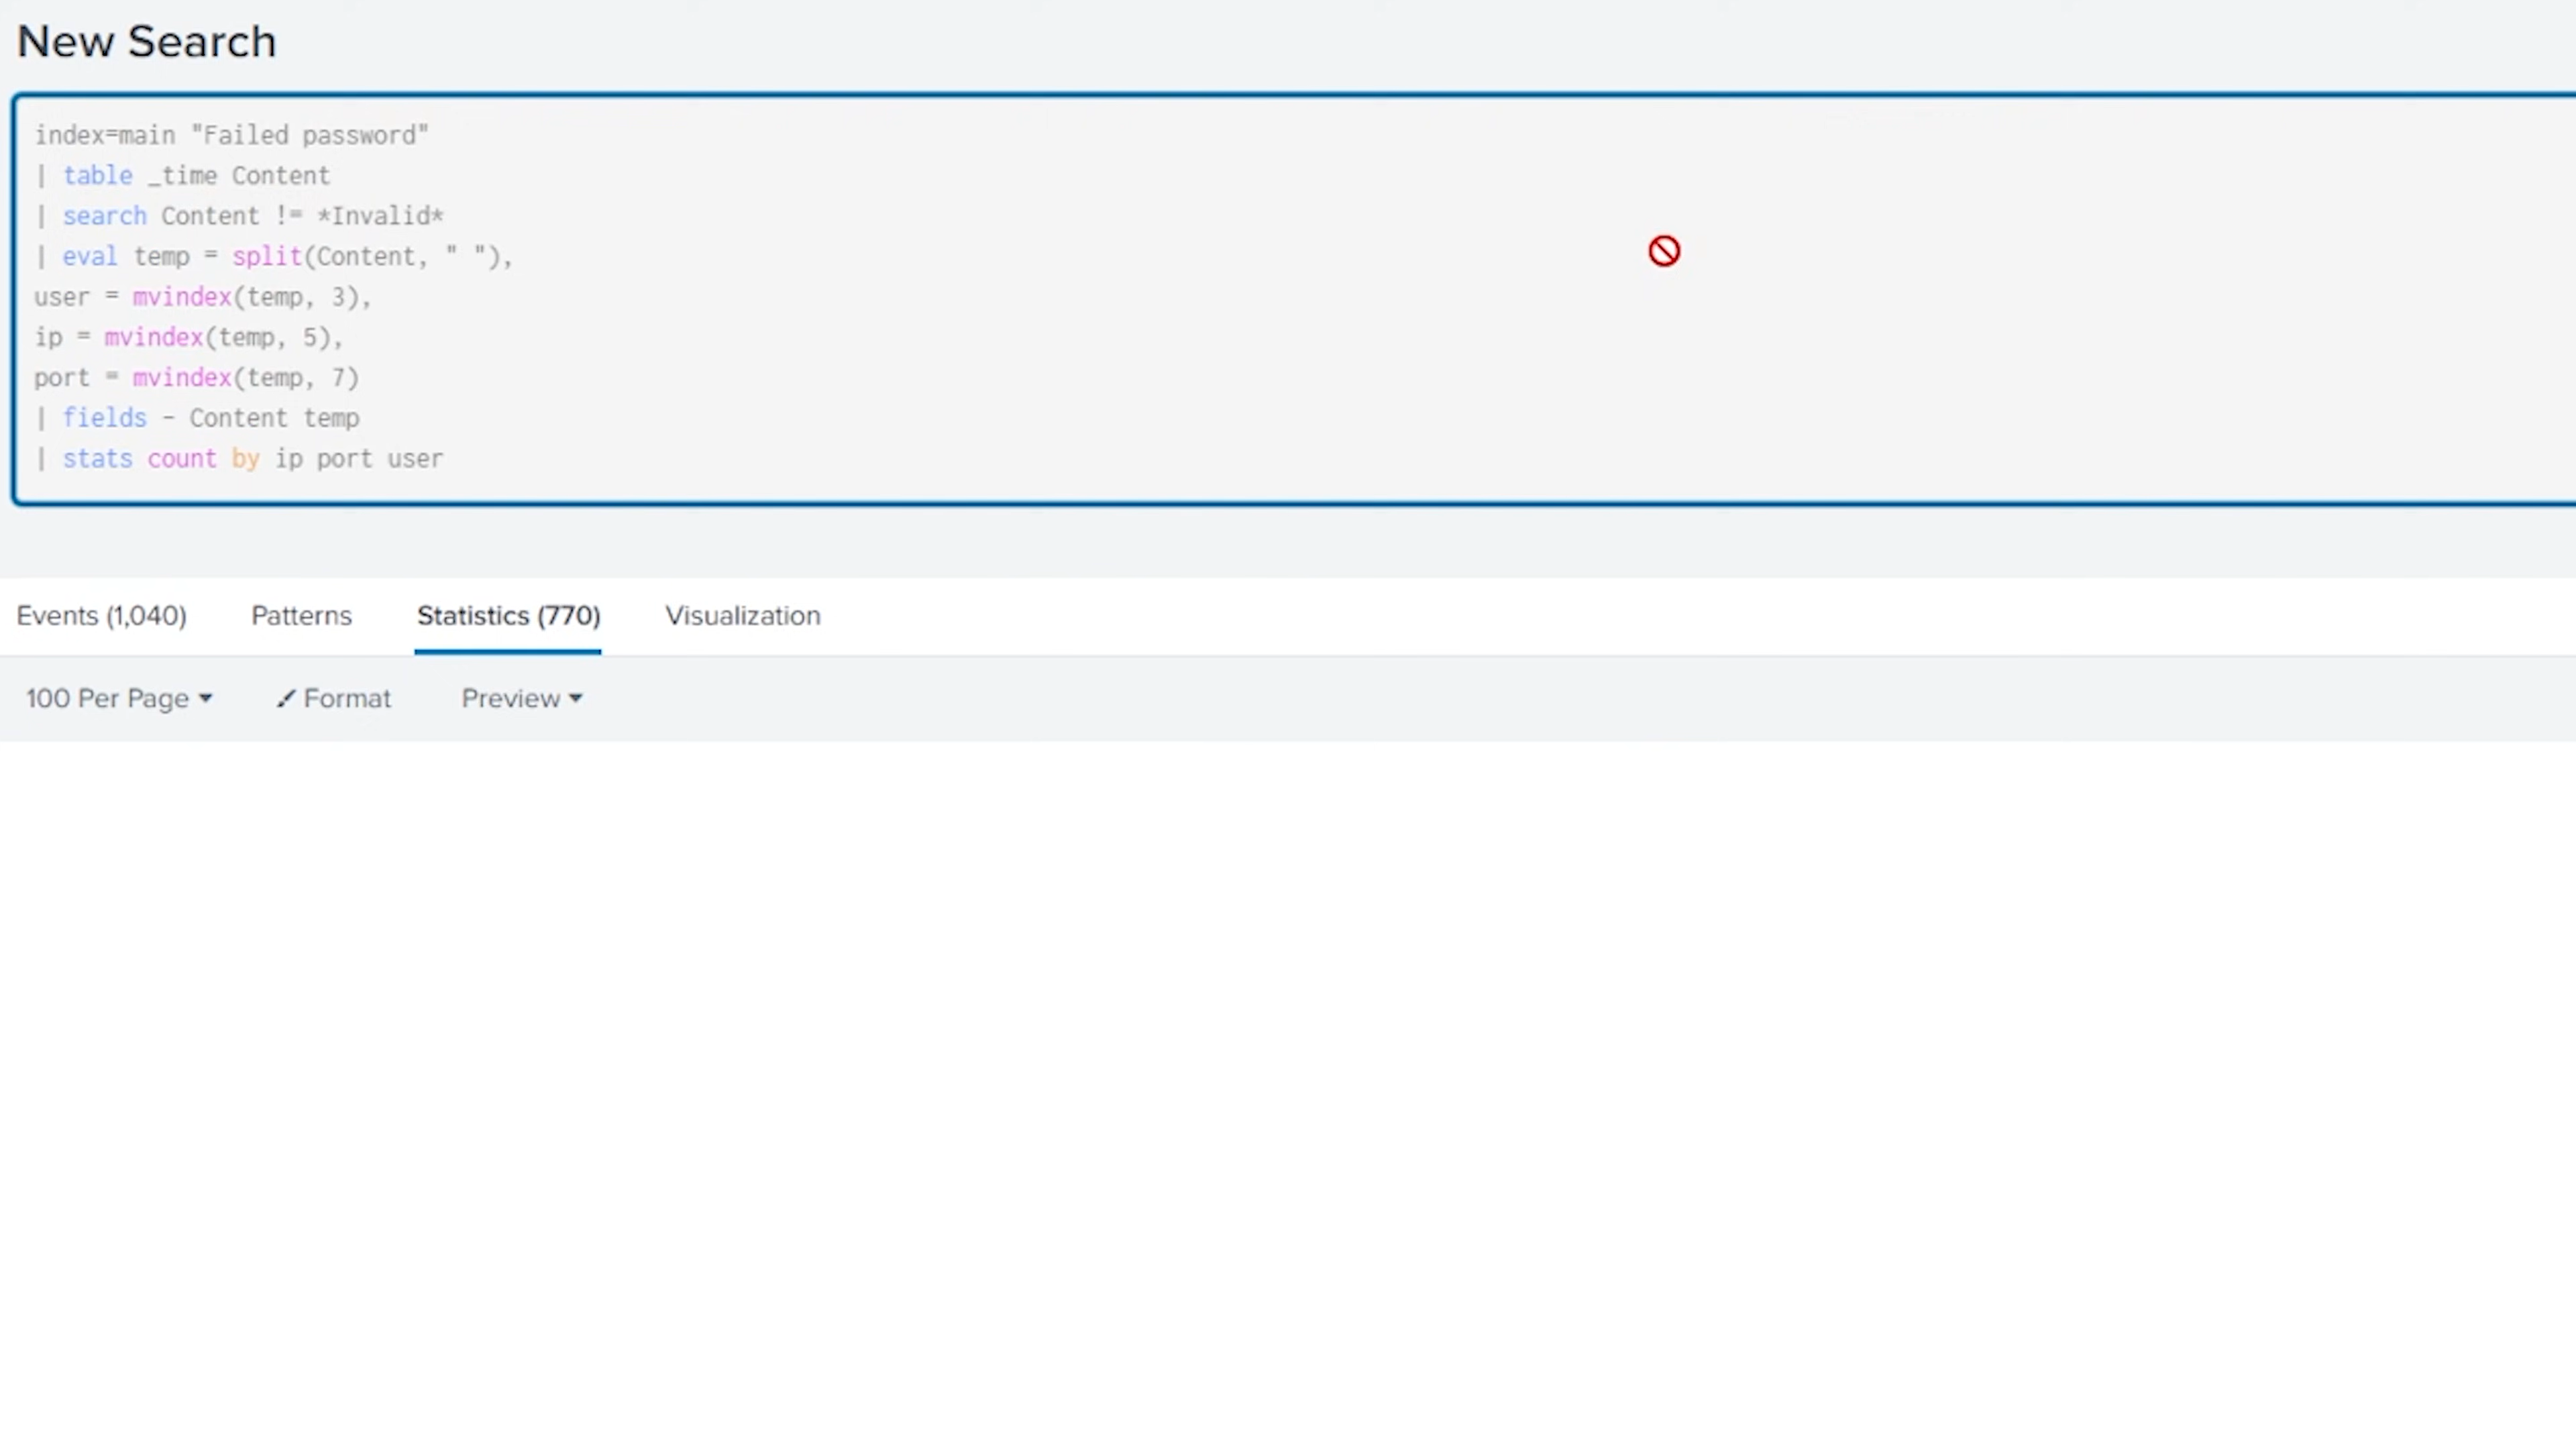 New Search
index=main "Failed password"
| table _time Content
| search Content != *Invalid*
| eval temp = split(Content, " "),
user = mvindex(temp, 3),
ip = mvindex(temp, 5),
port = mvindex(temp, 7)
| fields - Content temp
| stats count by ip port user
Events (1,040) Patterns Statistics (770) Visualization
100 Per Page Format Preview